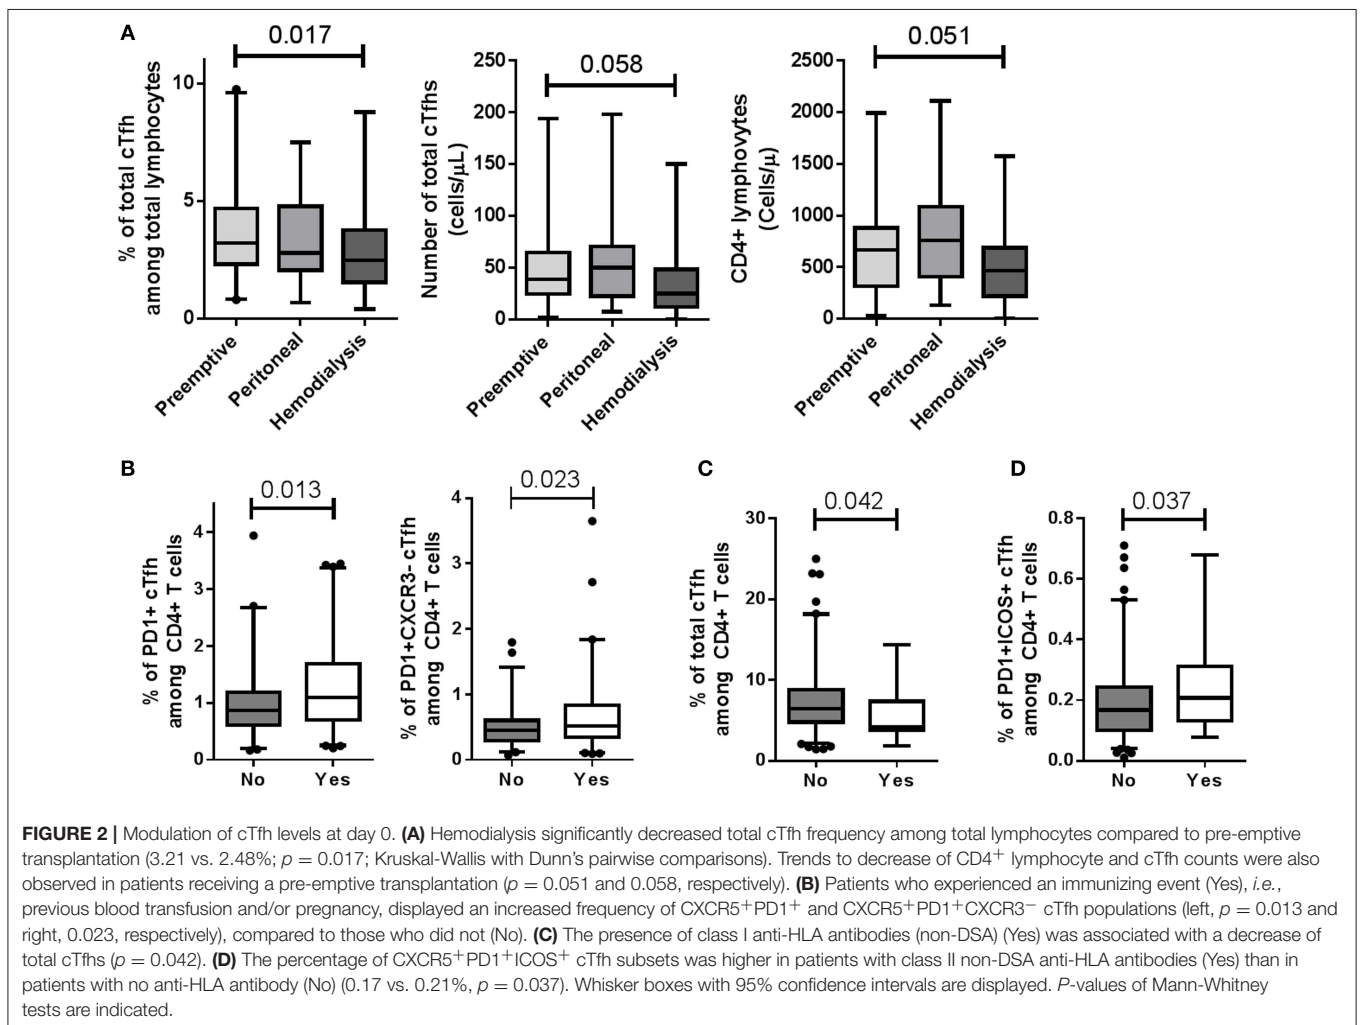 A
0.017
% of total cTfh
among total lymphocytes
10
5
0
Preemptive
Peritoneal
Hemodialysis
0.058
Number of total cTfhs
(cells/µL)
250
200
150
100
50
0
Preemptive
Peritoneal
Hemodialysis
0.051
CD4+ lymphovytes
(Cells/µ)
2500
2000
1500
1000
500
0
Preemptive
Peritoneal
Hemodialysis
B
0.013
% of PD1+ cTfh
among CD4+ T cells
4
3
2
1
0
No Yes
0.023
% of PD1+CXCR3- cTfh
among CD4+ T cells
4
3
2
1
0
No Yes
C
0.042
% of total cTfh
among CD4+ T cells
30
20
10
0
No Yes
D
0.037
% of PD1+ICOS+ cTfh
among CD4+ T cells
0.8
0.6
0.4
0.2
0.0
No Yes
FIGURE 2 | Modulation of cTfh levels at day 0. (A) Hemodialysis significantly decreased total cTfh frequency among total lymphocytes compared to pre-emptive
transplantation (3.21 vs. 2.48%; p = 0.017; Kruskal-Wallis with Dunn's pairwise comparisons). Trends to decrease of CD4⁺ lymphocyte and cTfh counts were also
observed in patients receiving a pre-emptive transplantation (p = 0.051 and 0.058, respectively). (B) Patients who experienced an immunizing event (Yes), i.e.,
previous blood transfusion and/or pregnancy, displayed an increased frequency of CXCR5⁺PD1⁺ and CXCR5⁺PD1⁺CXCR3⁻ cTfh populations (left, p = 0.013 and
right, 0.023, respectively), compared to those who did not (No). (C) The presence of class I anti-HLA antibodies (non-DSA) (Yes) was associated with a decrease of
total cTfhs (p = 0.042). (D) The percentage of CXCR5⁺PD1⁺ICOS⁺ cTfh subsets was higher in patients with class II non-DSA anti-HLA antibodies (Yes) than in
patients with no anti-HLA antibody (No) (0.17 vs. 0.21%, p = 0.037). Whisker boxes with 95% confidence intervals are displayed. P-values of Mann-Whitney
tests are indicated.